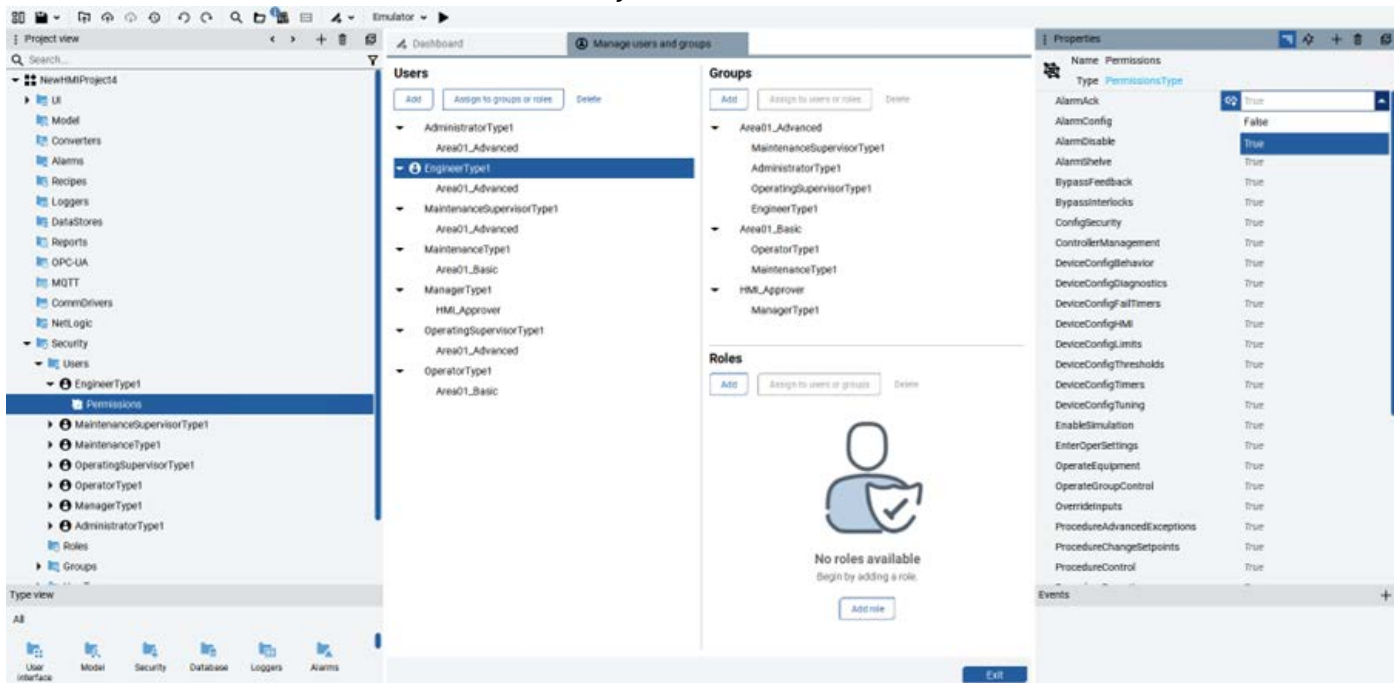 Emulator
Project view
Search...
NewHMIProject4
UI
Model
Converters
Alarms
Recipes
Loggers
DataStores
Reports
OPC-UA
MQTT
CommDrivers
NetLogic
Security
Users
EngineerType1
Permissions
MaintenanceSupervisorType1
MaintenanceType1
OperatingSupervisorType1
OperatorType1
ManagerType1
AdministratorType1
Roles
Groups
Type view
All
User interface
Model
Security
Database
Loggers
Alarms
Dashboard
Manage users and groups
Users
Add
Assign to groups or roles
Delete
AdministratorType1
Area01_Advanced
EngineerType1
Area01_Advanced
MaintenanceSupervisorType1
Area01_Advanced
MaintenanceType1
Area01_Basic
ManagerType1
HMI_Approver
OperatingSupervisorType1
Area01_Advanced
OperatorType1
Area01_Basic
Groups
Add
Assign to users or roles
Delete
Area01_Advanced
MaintenanceSupervisorType1
AdministratorType1
OperatingSupervisorType1
EngineerType1
Area01_Basic
OperatorType1
MaintenanceType1
HMI_Approver
ManagerType1
Roles
Add
Assign to users or groups
Delete
No roles available
Begin by adding a role.
Add role
Exit
Properties
Name Permissions
Type PermissionsType
AlarmAck True
AlarmConfig False
AlarmDisable True
AlarmShelve True
BypassFeedback True
BypassInterlocks True
ConfigSecurity True
ControllerManagement True
DeviceConfigBehavior True
DeviceConfigDiagnostics True
DeviceConfigFailTimers True
DeviceConfigHMI True
DeviceConfigLimits True
DeviceConfigThresholds True
DeviceConfigTimers True
DeviceConfigTuning True
EnableSimulation True
EnterOperSettings True
OperateEquipment True
OperateGroupControl True
OverrideInputs True
ProcedureAdvancedExceptions True
ProcedureChangeSetpoints True
ProcedureControl True
Events